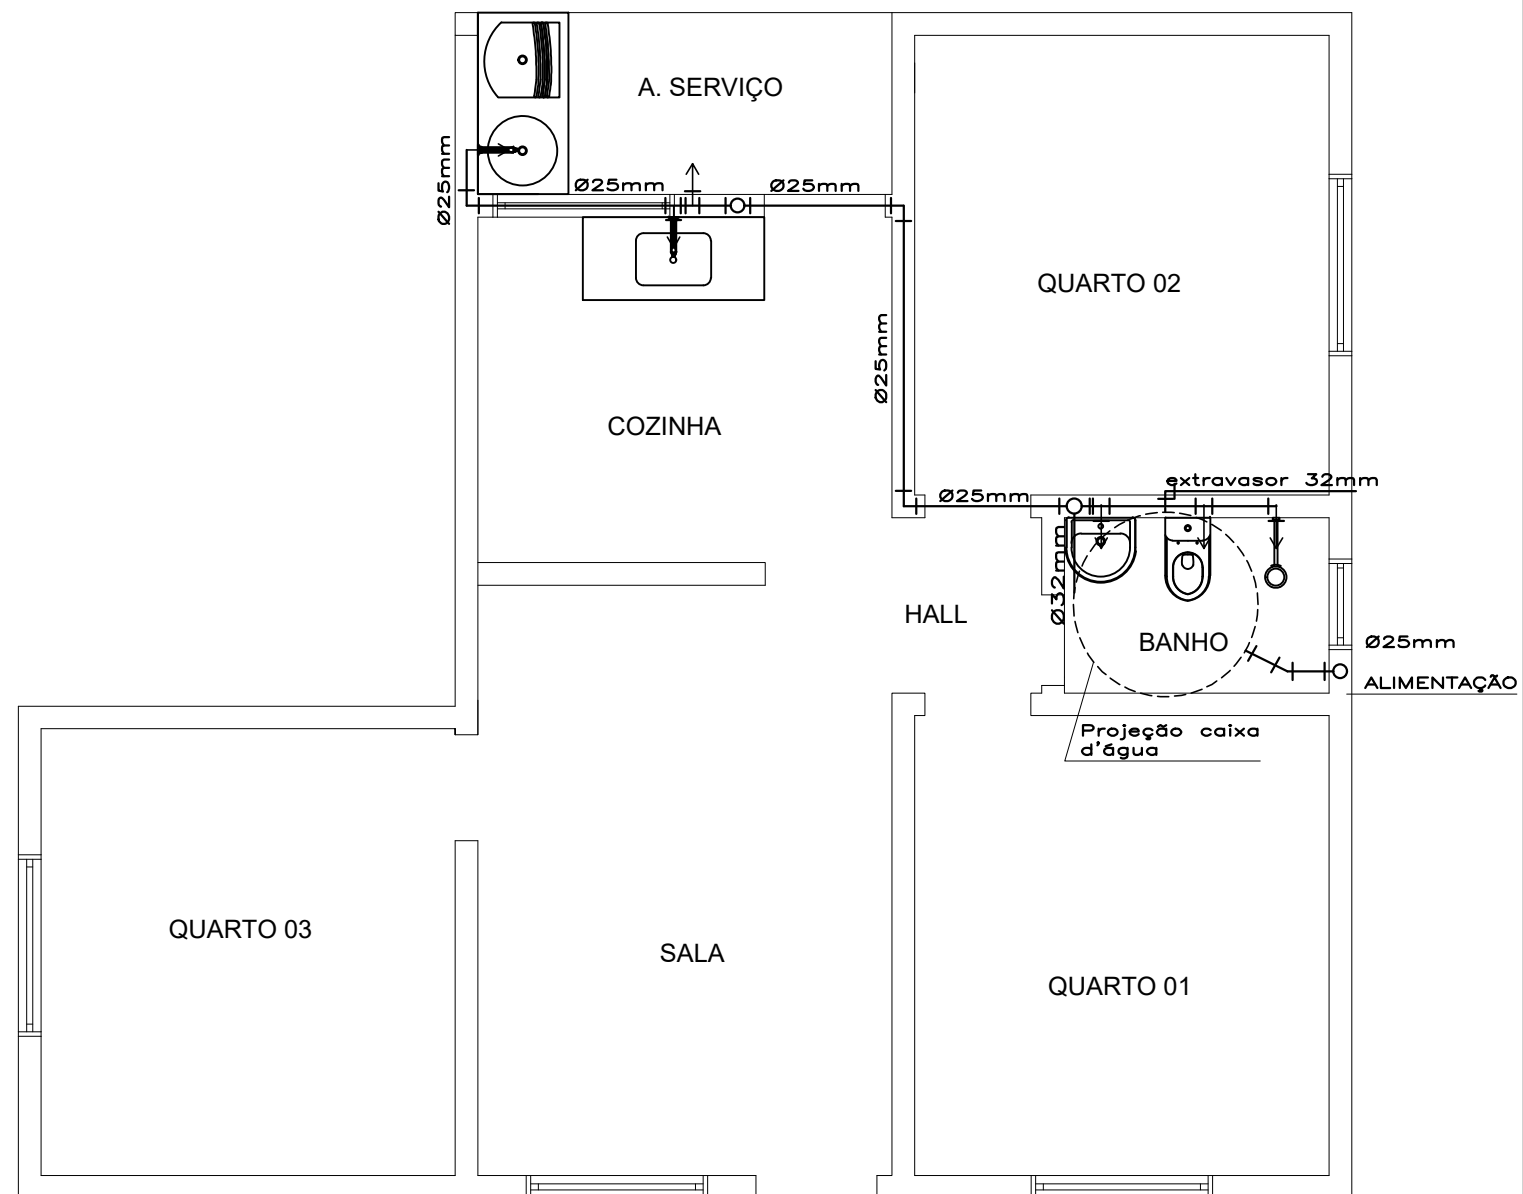 A. SERVIÇO
Ø25mm
Ø25mm
Ø25mm
QUARTO 02
Ø25mm
COZINHA
extravasor 32mm
Ø25mm
Ø32mm
HALL
BANHO
Ø25mm
ALIMENTAÇÃO
Projeção caixa
d'água
QUARTO 03
SALA
QUARTO 01